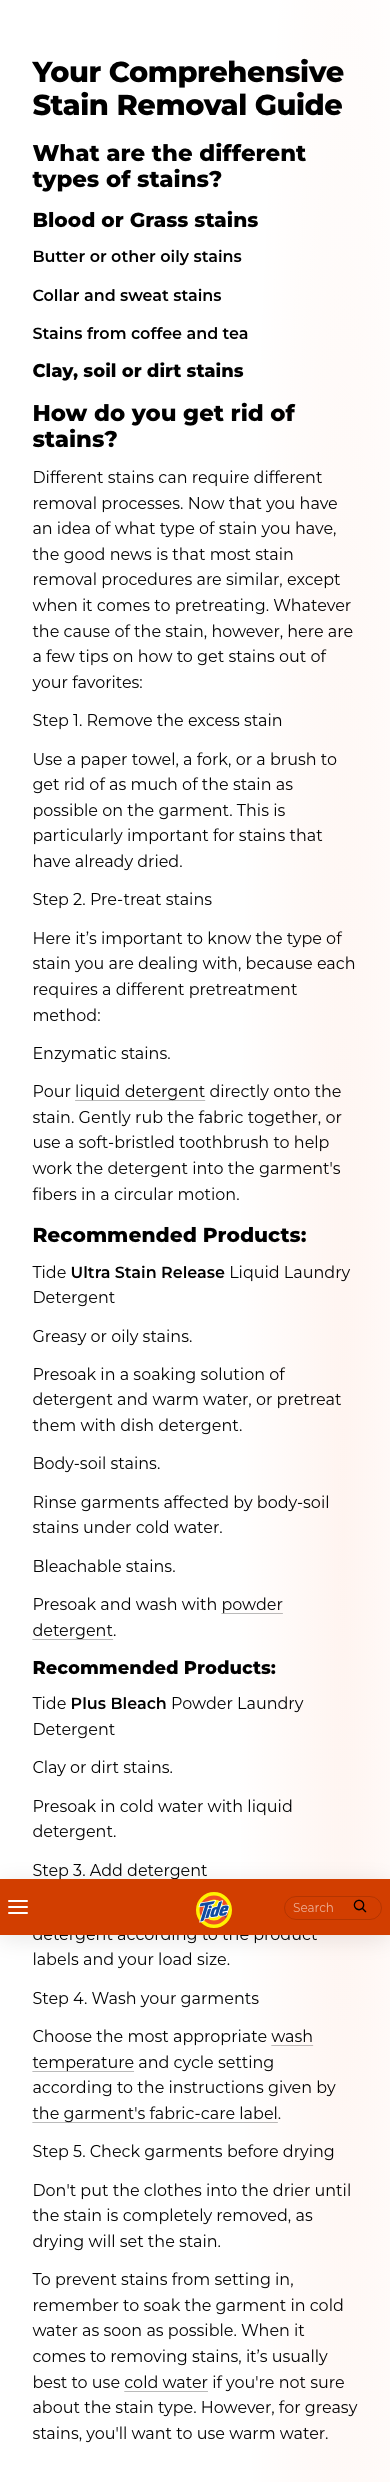 Your Comprehensive
Stain Removal Guide
What are the different
types of stains?
Blood or Grass stains
Butter or other oily stains
Collar and sweat stains
Stains from coffee and tea
Clay, soil or dirt stains
How do you get rid of
stains?
Different stains can require different
removal processes. Now that you have
an idea of what type of stain you have,
the good news is that most stain
removal procedures are similar, except
when it comes to pretreating. Whatever
the cause of the stain, however, here are
a few tips on how to get stains out of
your favorites:
Step 1. Remove the excess stain
Use a paper towel, a fork, or a brush to
get rid of as much of the stain as
possible on the garment. This is
particularly important for stains that
have already dried.
Step 2. Pre-treat stains
Here it’s important to know the type of
stain you are dealing with, because each
requires a different pretreatment
method:
Enzymatic stains.
Pour liquid detergent directly onto the
stain. Gently rub the fabric together, or
use a soft-bristled toothbrush to help
work the detergent into the garment's
fibers in a circular motion.
Recommended Products:
Tide Ultra Stain Release Liquid Laundry
Detergent
Greasy or oily stains.
Presoak in a soaking solution of
detergent and warm water, or pretreat
them with dish detergent.
Body-soil stains.
Rinse garments affected by body-soil
stains under cold water.
Bleachable stains.
Presoak and wash with powder
detergent.
Recommended Products:
Tide Plus Bleach Powder Laundry
Detergent
Clay or dirt stains.
Presoak in cold water with liquid
detergent.
Step 3. Add detergent
Tide
Search
detergent according to the product
labels and your load size.
Step 4. Wash your garments
Choose the most appropriate wash
temperature and cycle setting
according to the instructions given by
the garment's fabric-care label.
Step 5. Check garments before drying
Don't put the clothes into the drier until
the stain is completely removed, as
drying will set the stain.
To prevent stains from setting in,
remember to soak the garment in cold
water as soon as possible. When it
comes to removing stains, it’s usually
best to use cold water if you're not sure
about the stain type. However, for greasy
stains, you'll want to use warm water.